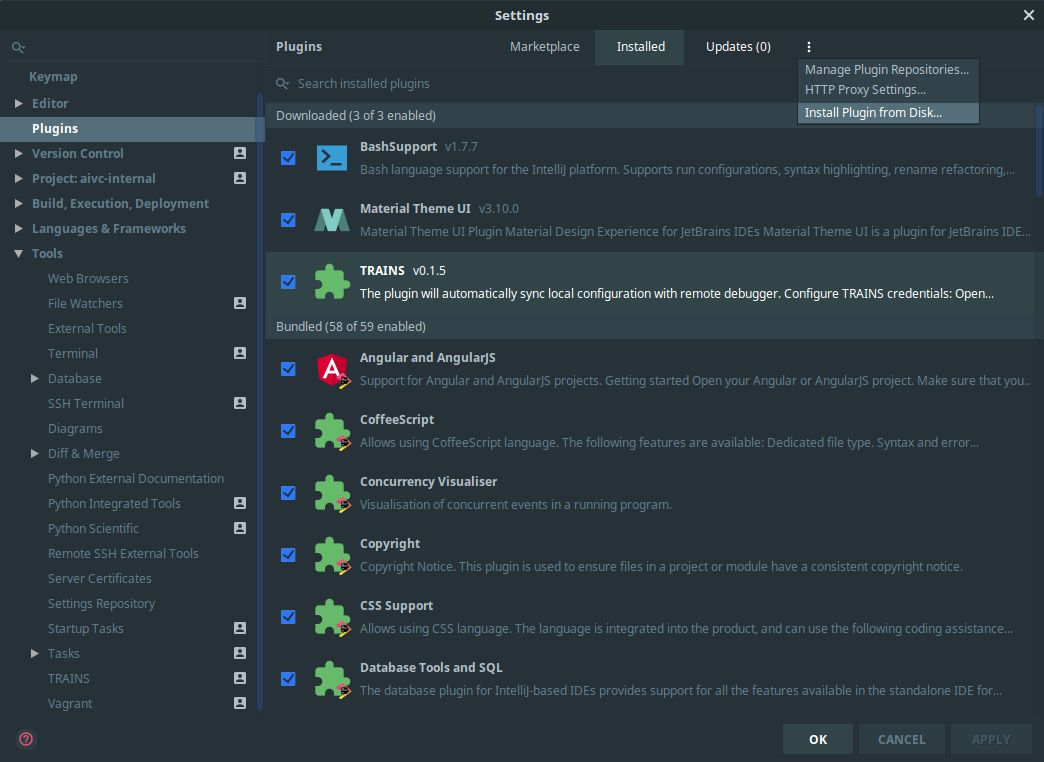 Settings
Plugins
Marketplace
Installed
Updates (0)
Manage Plugin Repositories...
HTTP Proxy Settings...
Install Plugin from Disk...
Keymap
Editor
Plugins
Version Control
Project: aivc-internal
Build, Execution, Deployment
Languages & Frameworks
Tools
Web Browsers
File Watchers
External Tools
Terminal
Database
SSH Terminal
Diagrams
Diff & Merge
Python External Documentation
Python Integrated Tools
Python Scientific
Remote SSH External Tools
Server Certificates
Settings Repository
Startup Tasks
Tasks
TRAINS
Vagrant
Search installed plugins
Downloaded (3 of 3 enabled)
BashSupport v1.7.7
Bash language support for the IntelliJ platform. Supports run configurations, syntax highlighting, rename refactoring,...
Material Theme UI v3.10.0
Material Theme UI Plugin Material Design Experience for JetBrains IDEs Material Theme UI is a plugin for JetBrains IDE...
TRAINS v0.1.5
The plugin will automatically sync local configuration with remote debugger. Configure TRAINS credentials: Open...
Bundled (58 of 59 enabled)
Angular and AngularJS
Support for Angular and AngularJS projects. Getting started Open your Angular or AngularJS project. Make sure that you..
CoffeeScript
Allows using CoffeeScript language. The following features are available: Dedicated file type. Syntax and error...
Concurrency Visualiser
Visualisation of concurrent events in a running program.
Copyright
Copyright Notice. This plugin is used to ensure files in a project or module have a consistent copyright notice.
CSS Support
Allows using CSS language. The language is integrated into the product, and can use the following coding assistance...
Database Tools and SQL
The database plugin for IntelliJ-based IDEs provides support for all the features available in the standalone IDE for...
OK
CANCEL
APPLY